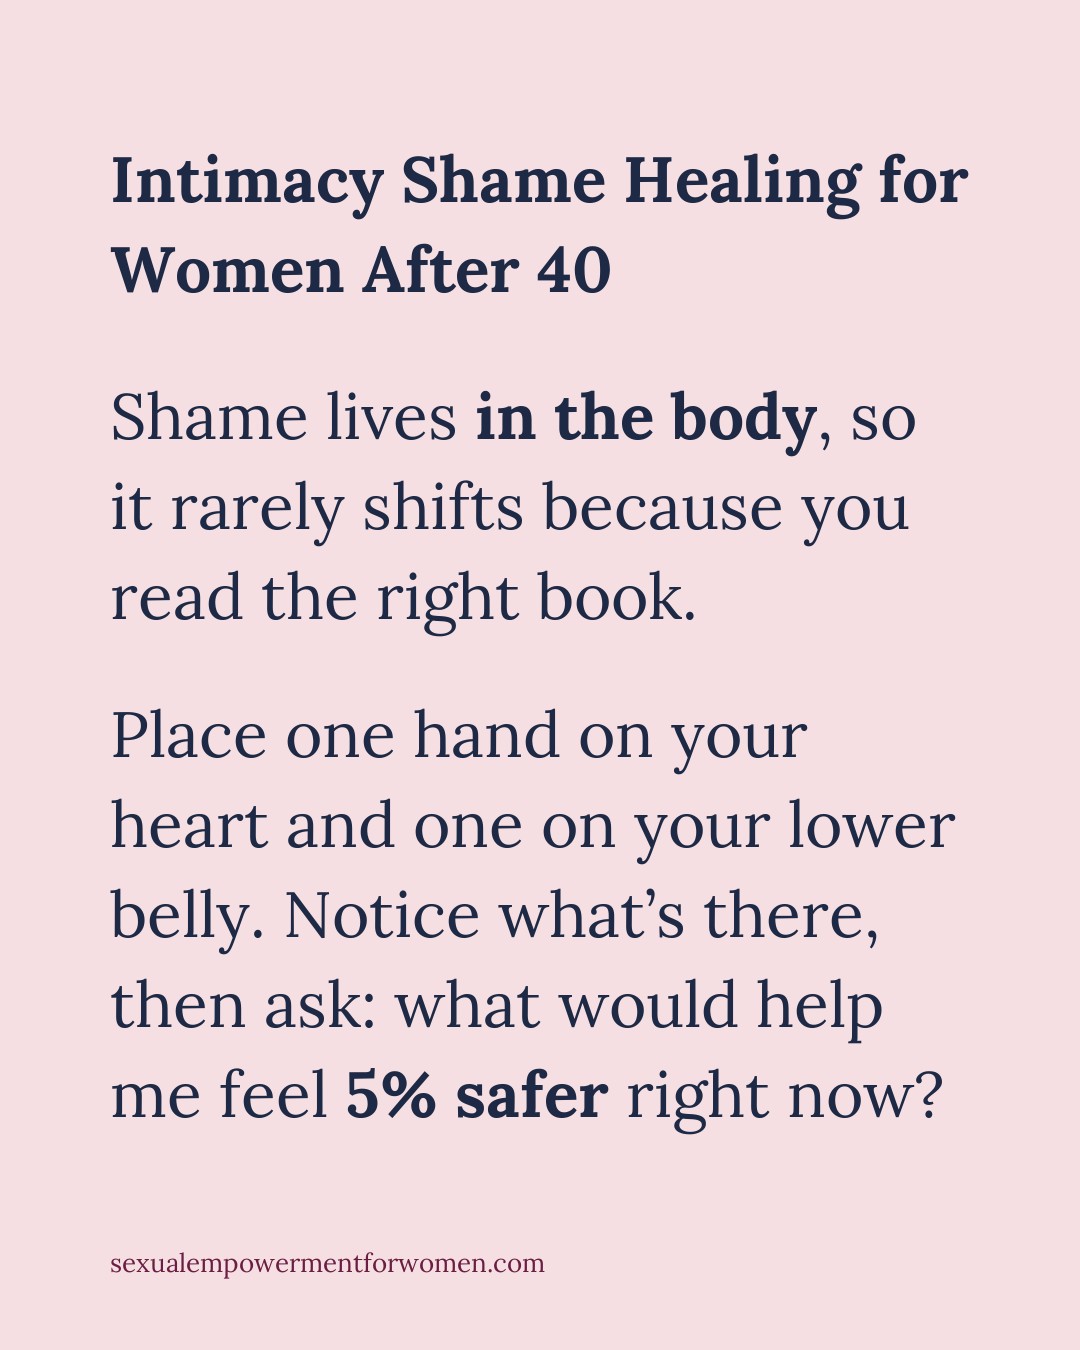 Intimacy Shame Healing for
Women After 40
Shame lives in the body, so
it rarely shifts because you
read the right book.
Place one hand on your
heart and one on your lower
belly. Notice what’s there,
then ask: what would help
me feel 5% safer right now?
sexualempowermentforwomen.com